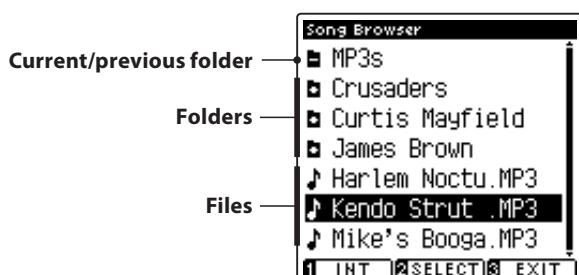 Song Browser
Current/previous folder
MP3s
Folders
Crusaders
Curtis Mayfield
James Brown
Files
Harlem Noctu.MP3
Kendo Strut .MP3
Mike's Booga.MP3
1 INT 2 SELECT 3 EXIT